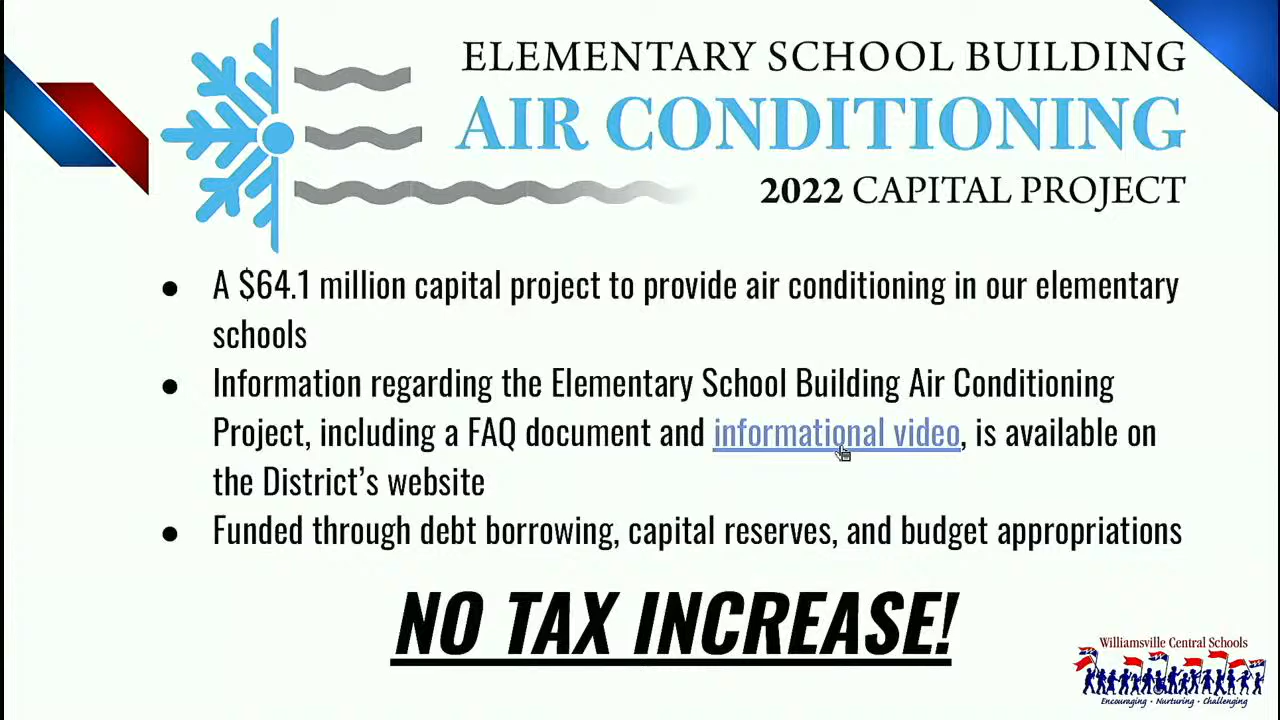 ELEMENTARY SCHOOL BUILDING
AIR CONDITIONING
2022 CAPITAL PROJECT
● A $64.1 million capital project to provide air conditioning in our elementary
schools
● Information regarding the Elementary School Building Air Conditioning
Project, including a FAQ document and informational video, is available on
the District’s website
● Funded through debt borrowing, capital reserves, and budget appropriations
NO TAX INCREASE!
Williamsville Central Schools
Encouraging • Nurturing • Challenging